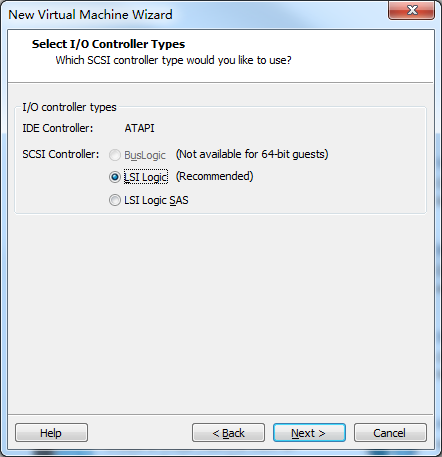 New Virtual Machine Wizard
Select I/O Controller Types
Which SCSI controller type would you like to use?
I/O controller types
IDE Controller: ATAPI
SCSI Controller: BusLogic (Not available for 64-bit guests)
LSI Logic (Recommended)
LSI Logic SAS
Help < Back Next > Cancel